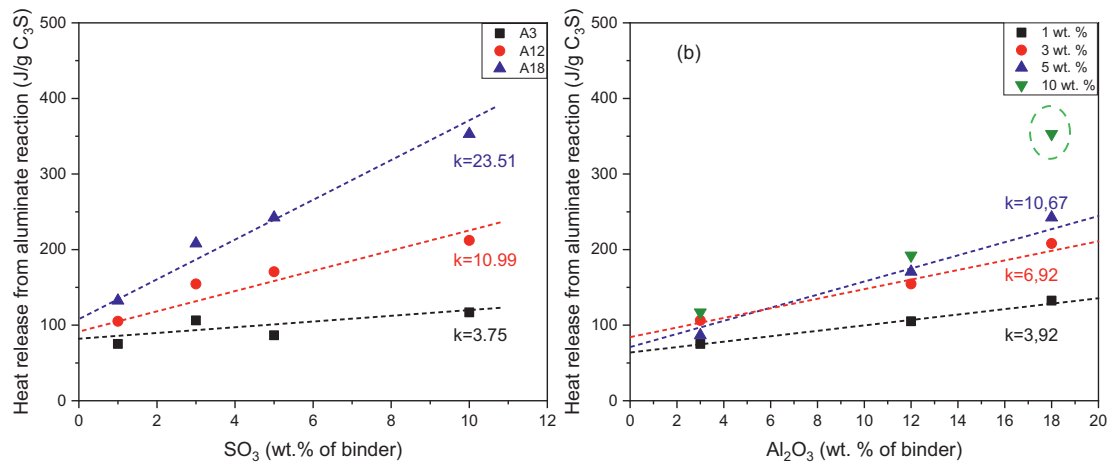 Heat release from aluminate reaction (J/g C₃S)
500
400
300
200
100
0
A3
A12
A18
k=23.51
k=10.99
k=3.75
0 2 4 6 8 10 12
SO₃ (wt.% of binder)
Heat release from aluminate reaction (J/g C₃S)
500
400
300
200
100
0
(b)
1 wt. %
3 wt. %
5 wt. %
10 wt. %
k=10,67
k=6,92
k=3,92
0 2 4 6 8 10 12 14 16 18 20
Al₂O₃ (wt. % of binder)